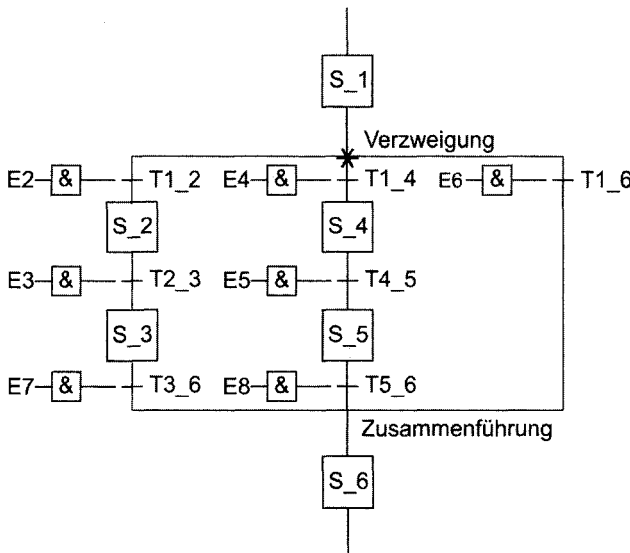 S_1
Verzweigung
E2 & T1_2 E4 & T1_4 E6 & T1_6
S_2 S_4
E3 & T2_3 E5 & T4_5
S_3 S_5
E7 & T3_6 E8 & T5_6
Zusammenführung
S_6